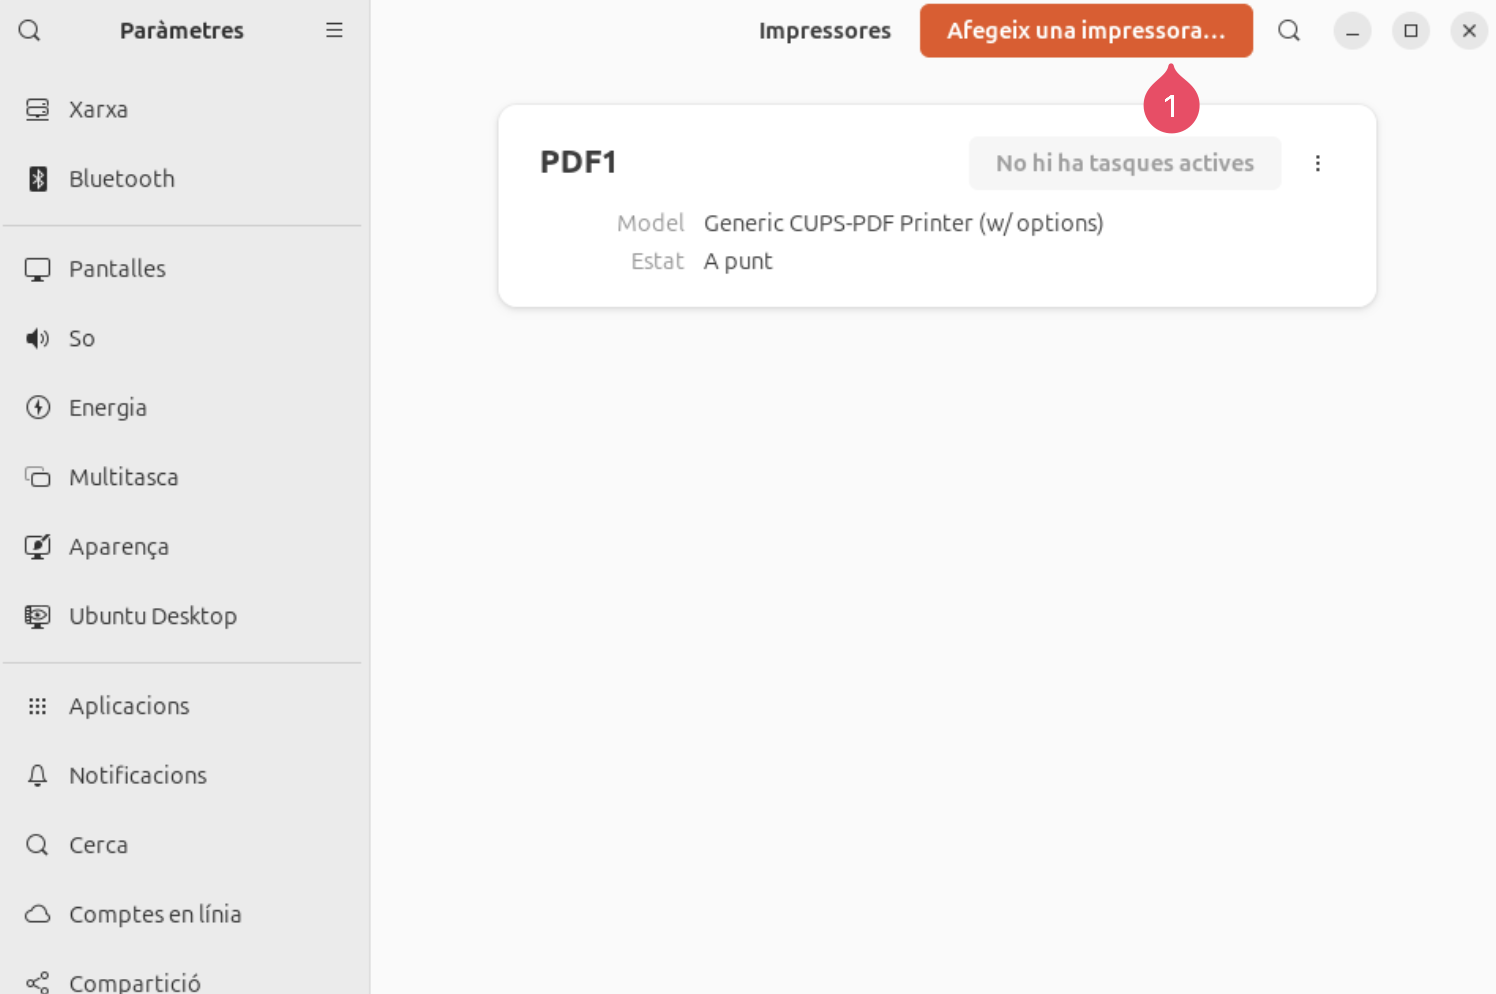 Paràmetres
Xarxa
Bluetooth
Pantalles
So
Energia
Multitasca
Aparença
Ubuntu Desktop
Aplicacions
Notificacions
Cerca
Comptes en línia
Compartició
Impressores
Afegeix una impressora…
1
PDF1
No hi ha tasques actives
Model Generic CUPS-PDF Printer (w/ options)
Estat A punt